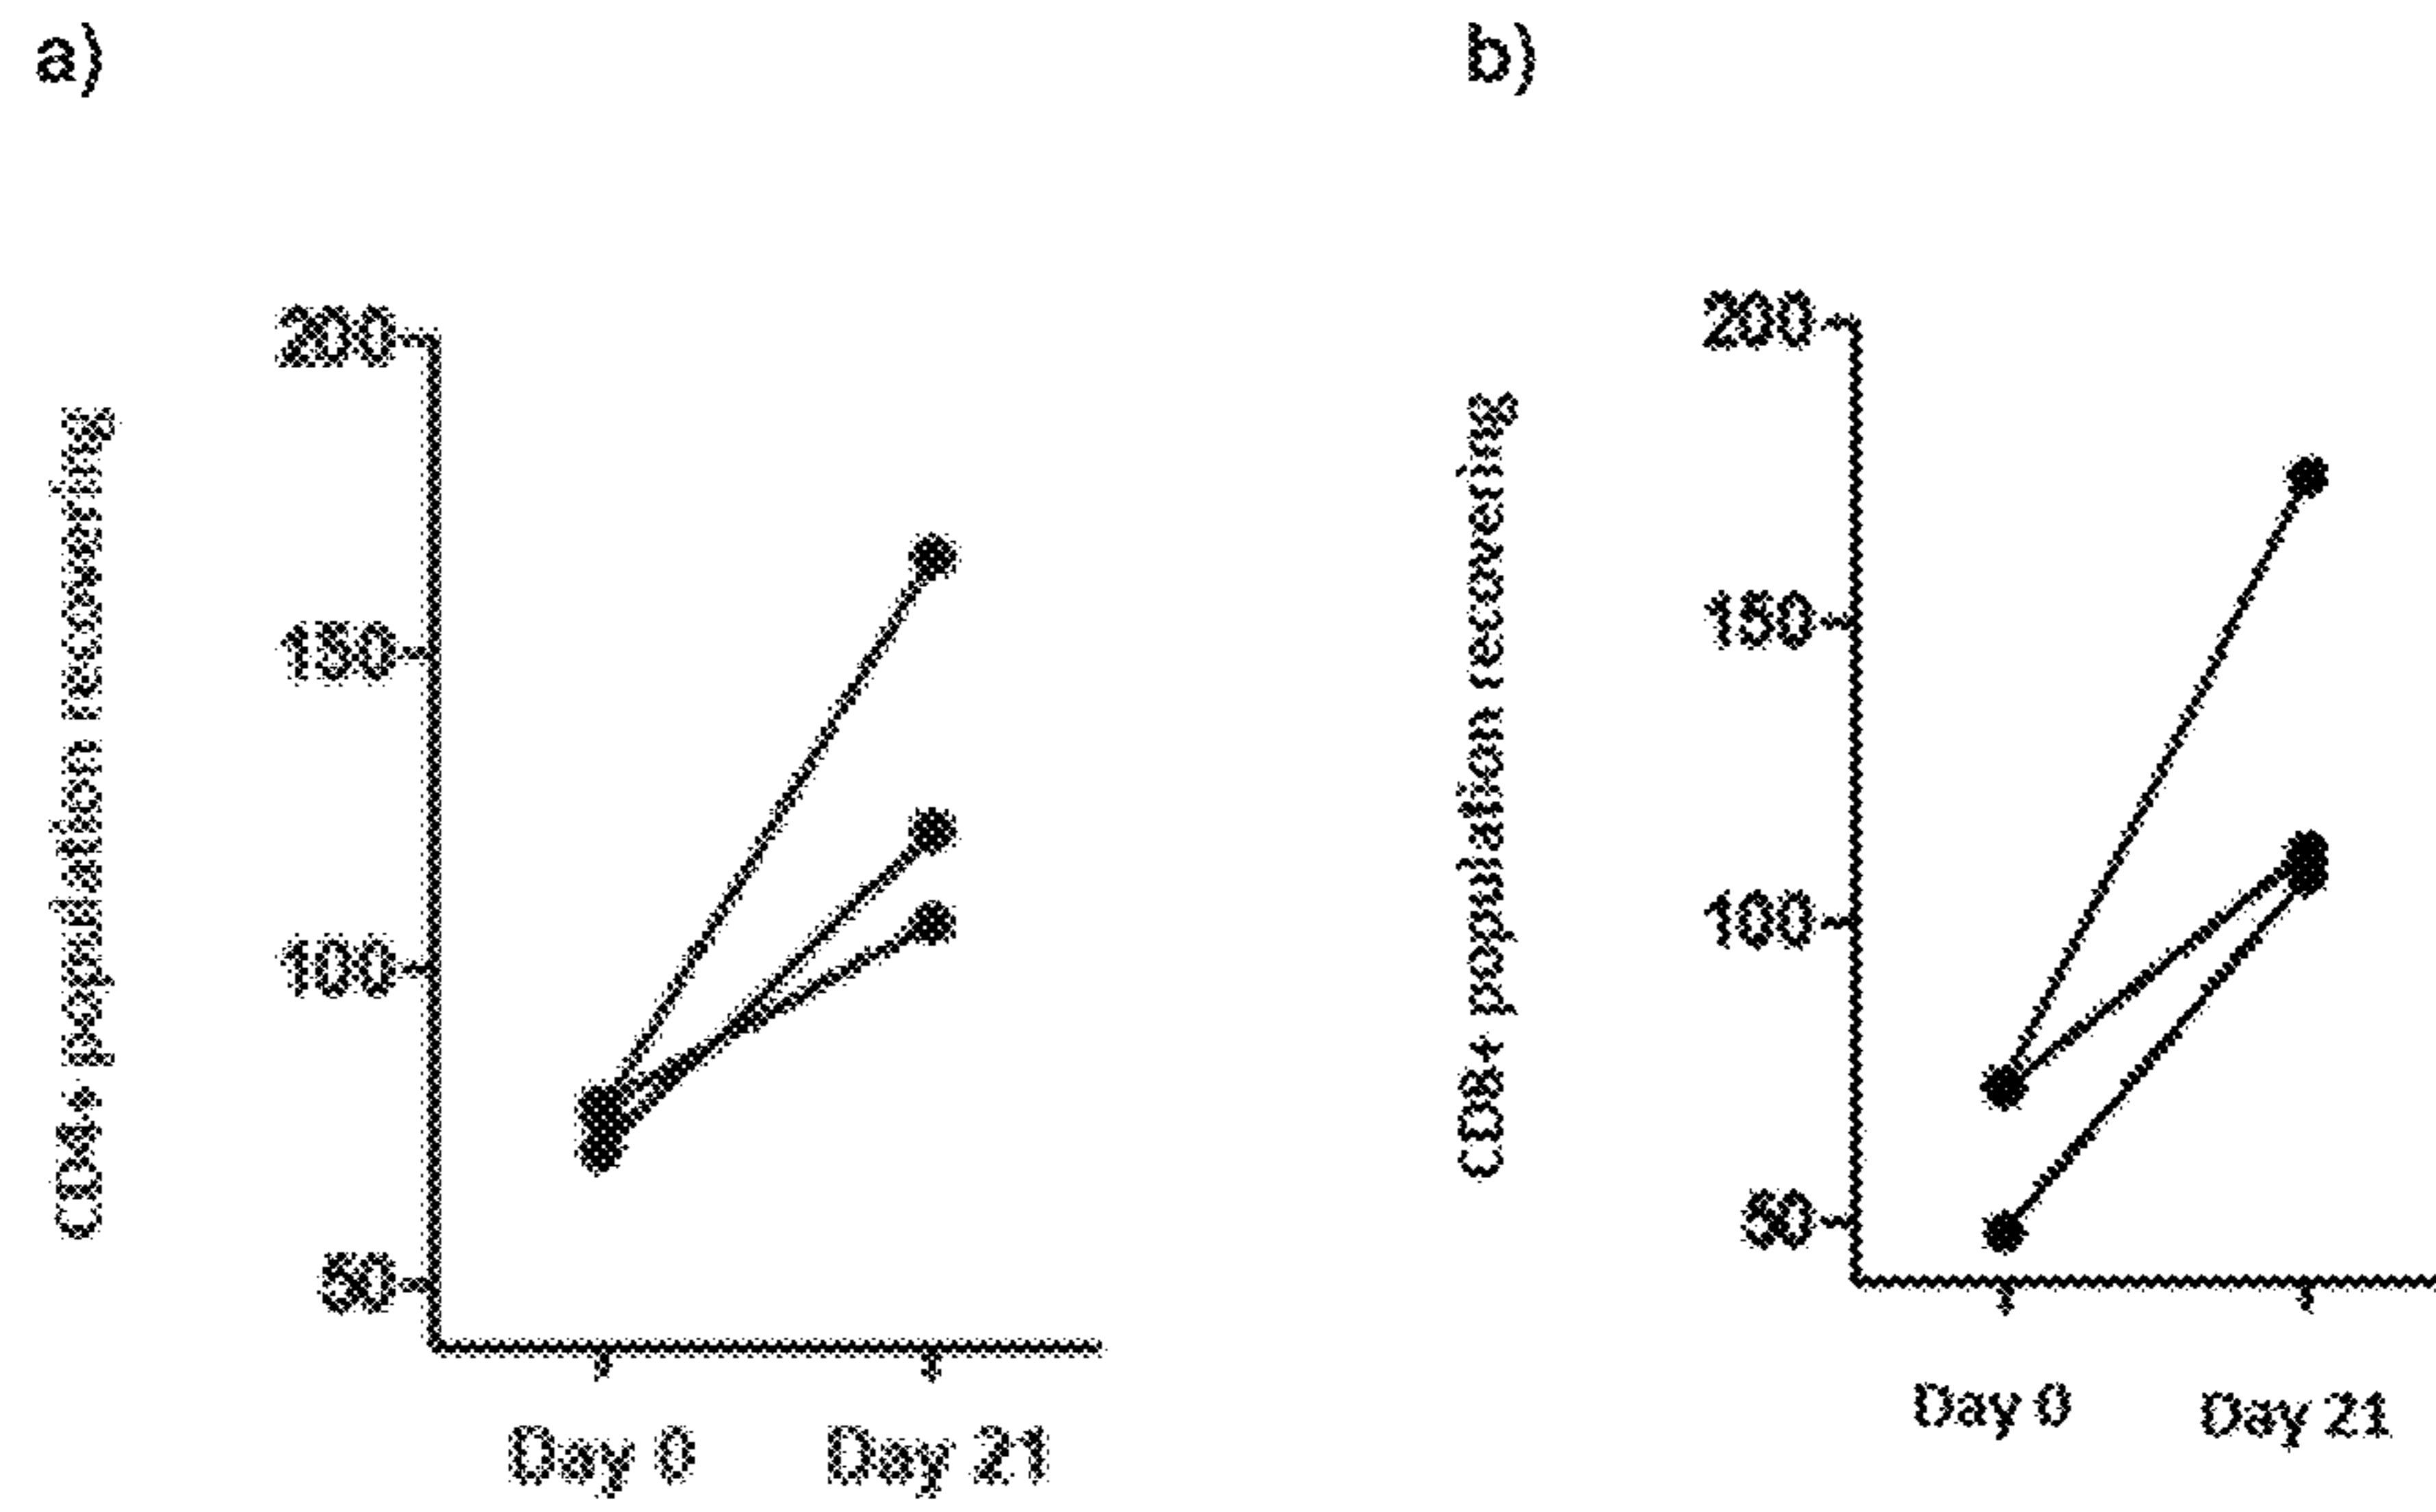 a)
CD4+ population recovering
200
150
100
50
Day 0
Day 21
b)
CD8+ population recovering
200
150
100
50
Day 0
Day 21